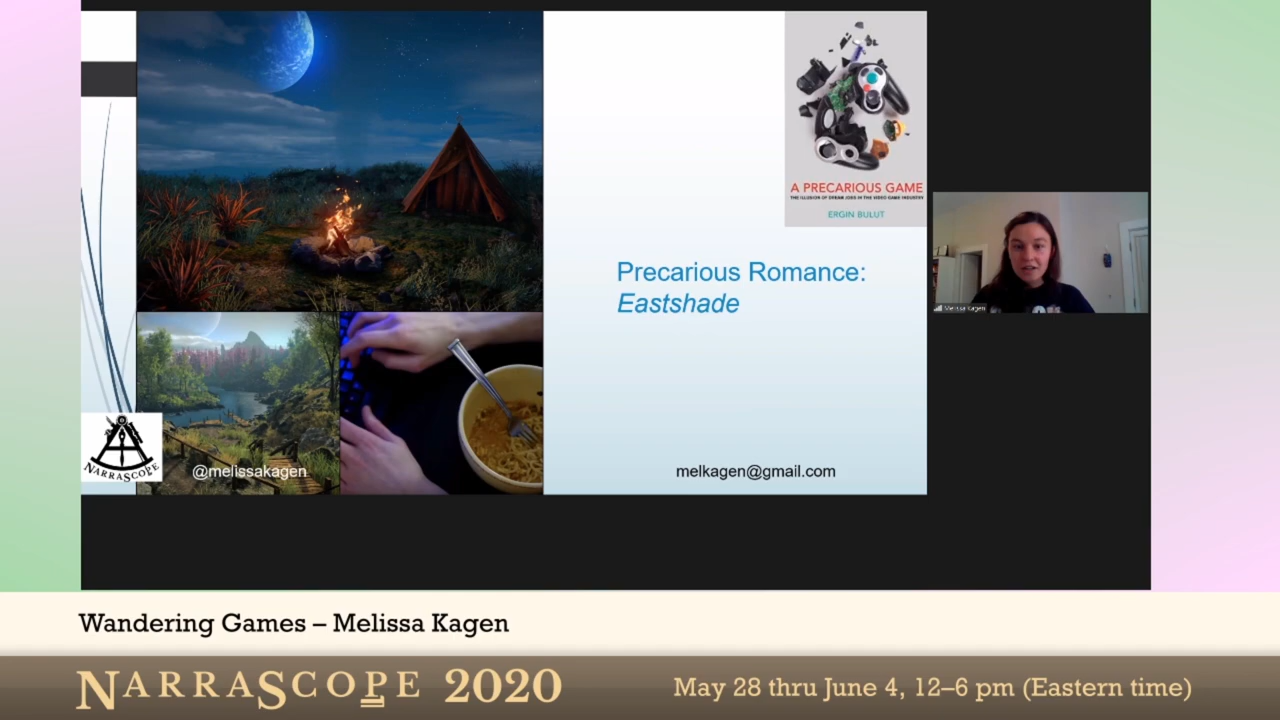 A PRECARIOUS GAME
THE ILLUSION OF DREAM JOBS IN THE VIDEO GAME INDUSTRY
ERGIN BULUT
Precarious Romance:
Eastshade
Melissa Kagen
NARRASCOPE
@melissakagen
melkagen@gmail.com
Wandering Games – Melissa Kagen
NARRASCOPE 2020
May 28 thru June 4, 12–6 pm (Eastern time)